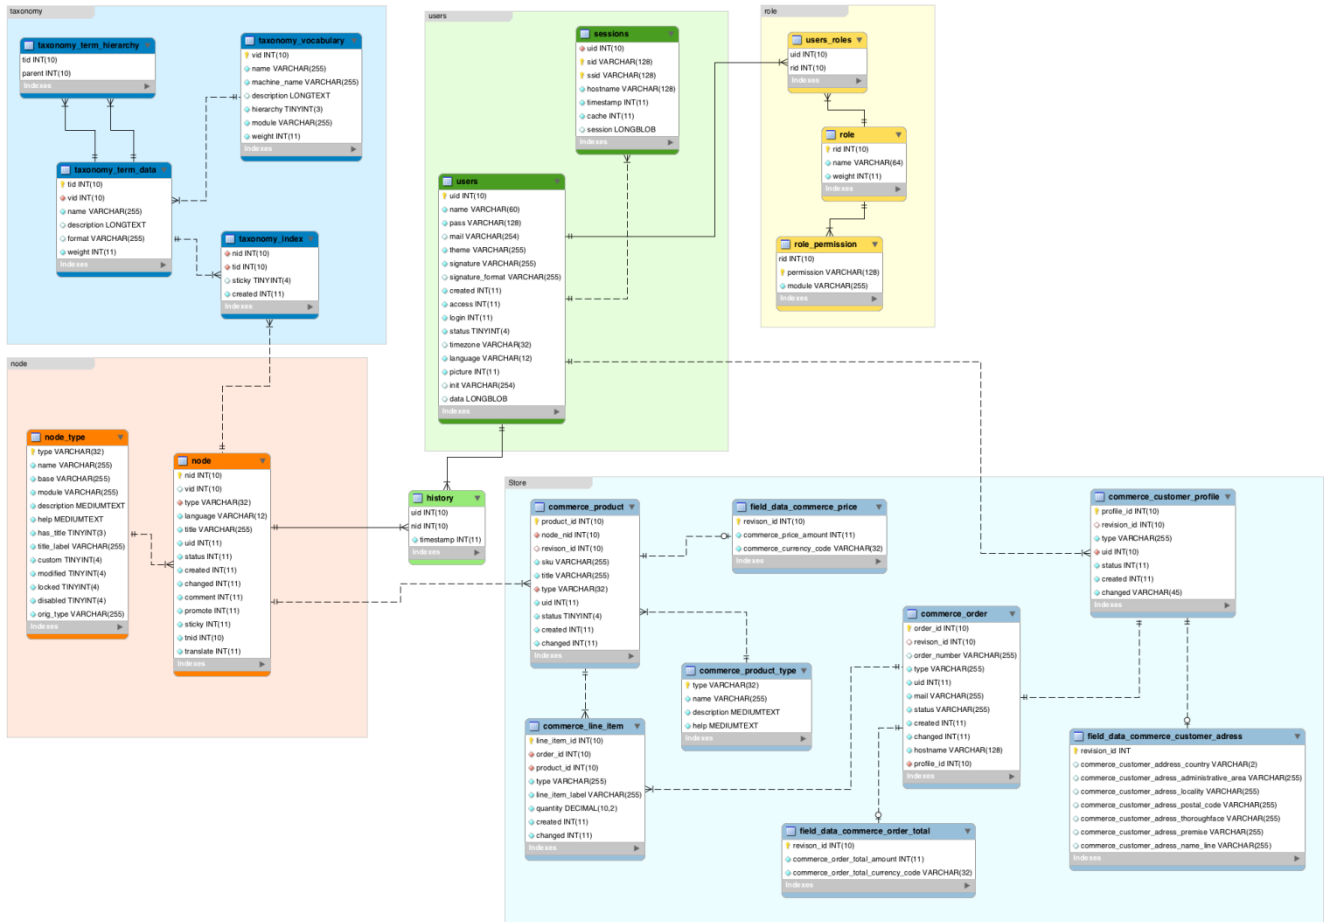 taxonomy
taxonomy_term_hierarchy
tid INT(10)
parent INT(10)
Indexes
taxonomy_vocabulary
vid INT(10)
name VARCHAR(255)
machine_name VARCHAR(255)
description LONGTEXT
hierarchy TINYINT(3)
module VARCHAR(255)
weight INT(11)
Indexes
taxonomy_term_data
tid INT(10)
vid INT(10)
name VARCHAR(255)
description LONGTEXT
format VARCHAR(255)
weight INT(11)
Indexes
taxonomy_index
nid INT(10)
tid INT(10)
sticky TINYINT(4)
created INT(11)
Indexes
users
sessions
uid INT(10)
sid VARCHAR(128)
ssid VARCHAR(128)
hostname VARCHAR(128)
timestamp INT(11)
cache INT(11)
session LONGBLOB
Indexes
users
uid INT(10)
name VARCHAR(60)
pass VARCHAR(128)
mail VARCHAR(254)
theme VARCHAR(255)
signature VARCHAR(255)
signature_format VARCHAR(255)
created INT(11)
access INT(11)
login INT(11)
status TINYINT(4)
timezone VARCHAR(32)
language VARCHAR(12)
picture INT(11)
init VARCHAR(254)
data LONGBLOB
Indexes
role
users_roles
uid INT(10)
rid INT(10)
Indexes
role
rid INT(10)
name VARCHAR(64)
weight INT(11)
Indexes
role_permission
rid INT(10)
permission VARCHAR(128)
module VARCHAR(255)
Indexes
node
node_type
type VARCHAR(32)
name VARCHAR(255)
base VARCHAR(255)
module VARCHAR(255)
description MEDIUMTEXT
help MEDIUMTEXT
has_title TINYINT(3)
title_label VARCHAR(255)
custom TINYINT(4)
modified TINYINT(4)
locked TINYINT(4)
disabled TINYINT(4)
orig_type VARCHAR(255)
Indexes
node
nid INT(10)
vid INT(10)
type VARCHAR(32)
language VARCHAR(12)
title VARCHAR(255)
uid INT(11)
status INT(11)
created INT(11)
changed INT(11)
comment INT(11)
promote INT(11)
sticky INT(11)
tnid INT(10)
translate INT(11)
Indexes
history
uid INT(10)
nid INT(10)
timestamp INT(11)
Indexes
Store
commerce_product
product_id INT(10)
node_nid INT(10)
revison_id INT(10)
sku VARCHAR(255)
title VARCHAR(255)
type VARCHAR(32)
uid INT(11)
status TINYINT(4)
created INT(11)
changed INT(11)
Indexes
field_data_commerce_price
revison_id INT(10)
commerce_price_amount INT(11)
commerce_currency_code VARCHAR(32)
Indexes
commerce_customer_profile
profile_id INT(10)
revision_id INT(10)
type VARCHAR(255)
uid INT(10)
status INT(11)
created INT(11)
changed VARCHAR(45)
Indexes
commerce_product_type
type VARCHAR(32)
name VARCHAR(255)
description MEDIUMTEXT
help MEDIUMTEXT
Indexes
commerce_order
order_id INT(10)
revison_id INT(10)
order_number VARCHAR(255)
type VARCHAR(255)
uid INT(11)
mail VARCHAR(255)
status VARCHAR(255)
created INT(11)
changed INT(11)
hostname VARCHAR(128)
profile_id INT(10)
Indexes
commerce_line_item
line_item_id INT(10)
order_id INT(10)
product_id INT(10)
type VARCHAR(255)
line_item_label VARCHAR(255)
quantity DECIMAL(10,2)
created INT(11)
changed INT(11)
Indexes
field_data_commerce_order_total
revison_id INT(10)
commerce_order_total_amount INT(11)
commerce_order_total_currency_code VARCHAR(32)
Indexes
field_data_commerce_customer_adress
revision_id INT
commerce_customer_address_country VARCHAR(2)
commerce_customer_adress_administrative_area VARCHAR(255)
commerce_customer_adress_locality VARCHAR(255)
commerce_customer_adress_postal_code VARCHAR(255)
commerce_customer_adress_thoroughface VARCHAR(255)
commerce_customer_adress_premise VARCHAR(255)
commerce_customer_adress_name_line VARCHAR(255)
Indexes